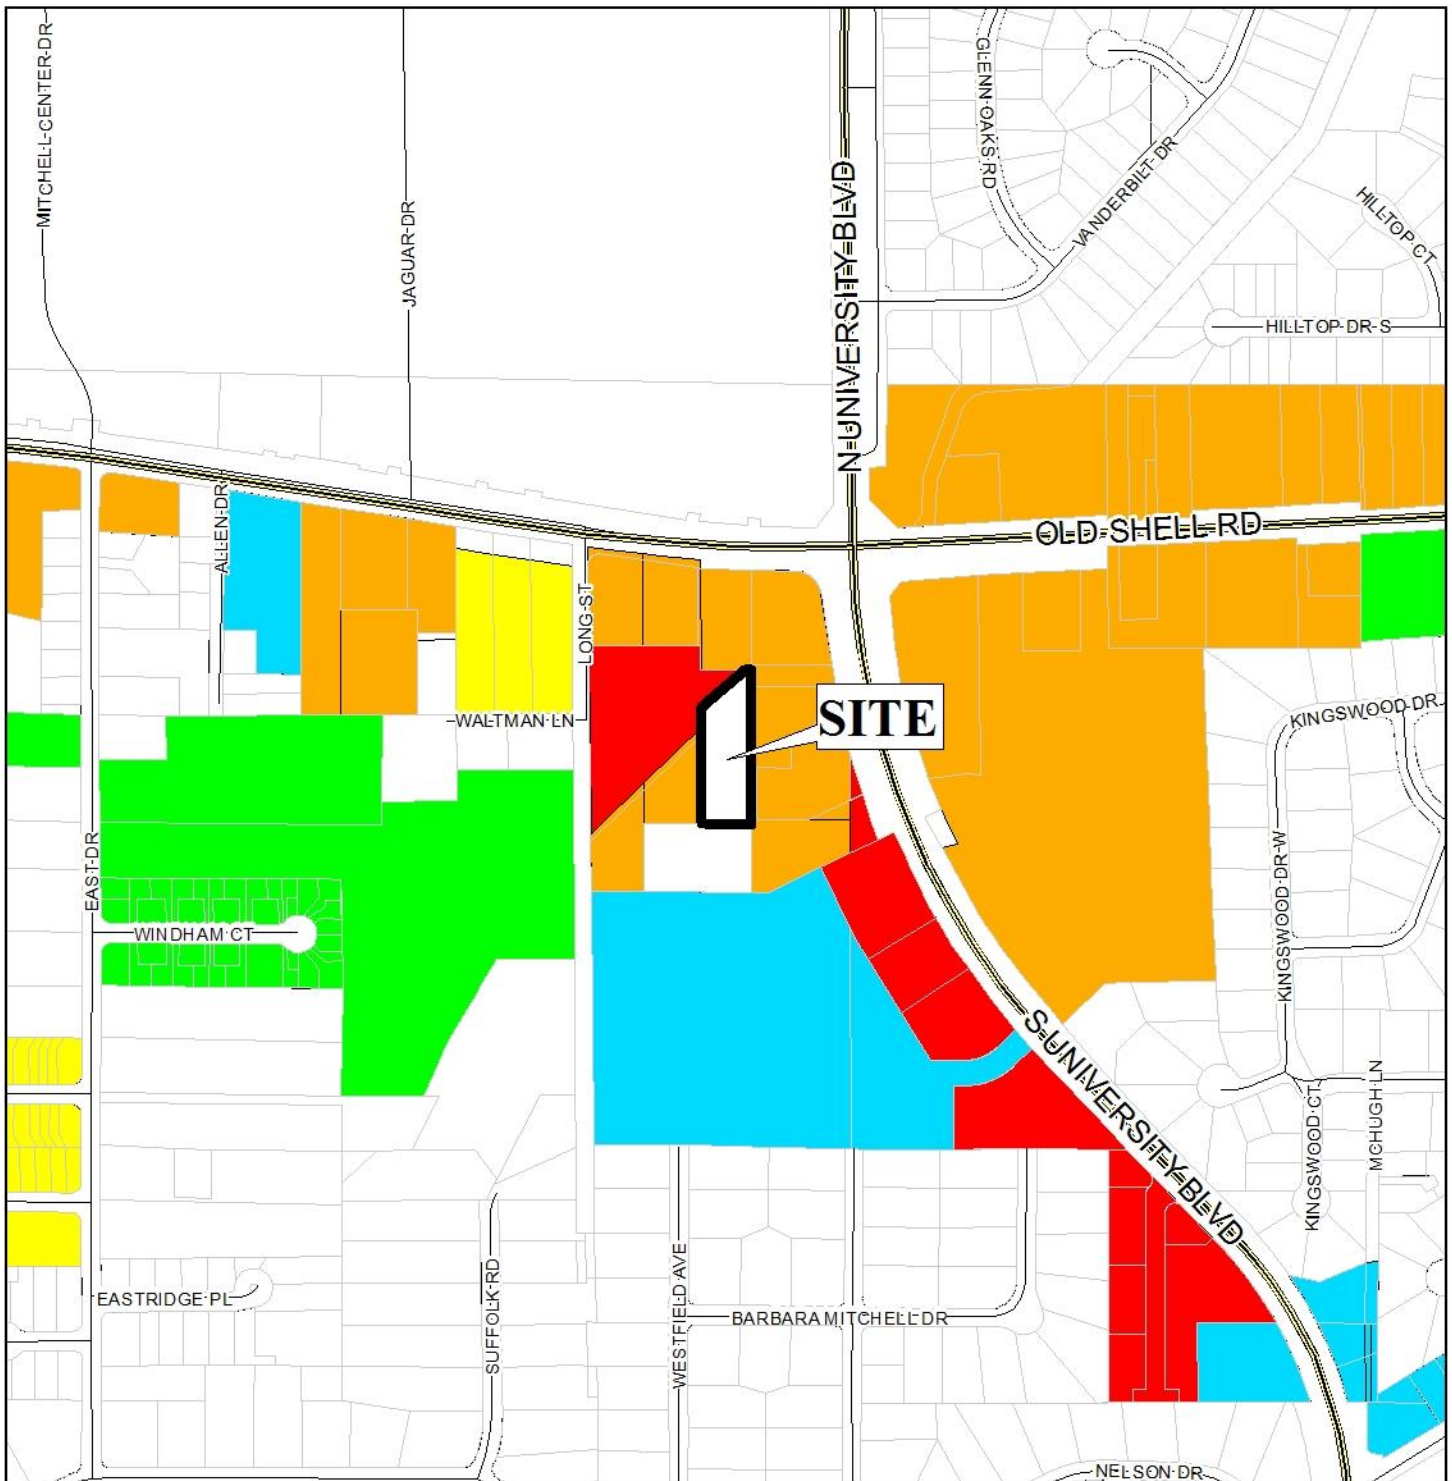 MITCHELL CENTER DR
JAGUAR DR
N UNIVERSITY BLVD
GLENN OAKS RD
VANDERBILT DR
HILLTOP CT
HILLTOP DR S
OLD SHELL RD
ALLEN DR
LONG ST
WALTMAN LN
SITE
KINGSWOOD DR
EAST DR
WINDHAM CT
KINGSWOOD DR W
S UNIVERSITY BLVD
KINGSWOOD CT
MCHUGH LN
EASTRIDGE PL
SUFFOLK RD
WESTFIELD AVE
BARBARA MITCHELL DR
NELSON DR